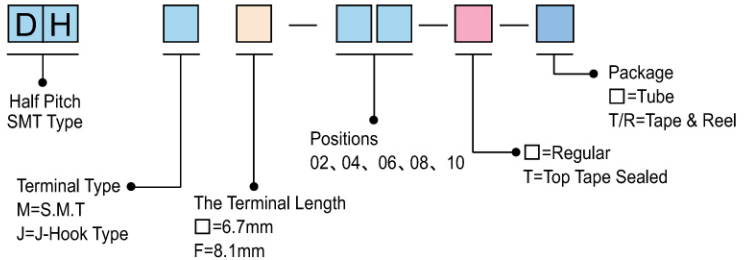 DH
Half Pitch
SMT Type
Terminal Type
M=S.M.T
J=J-Hook Type
The Terminal Length
□=6.7mm
F=8.1mm
Positions
02、04、06、08、10
□=Regular
T=Top Tape Sealed
Package
□=Tube
T/R=Tape & Reel